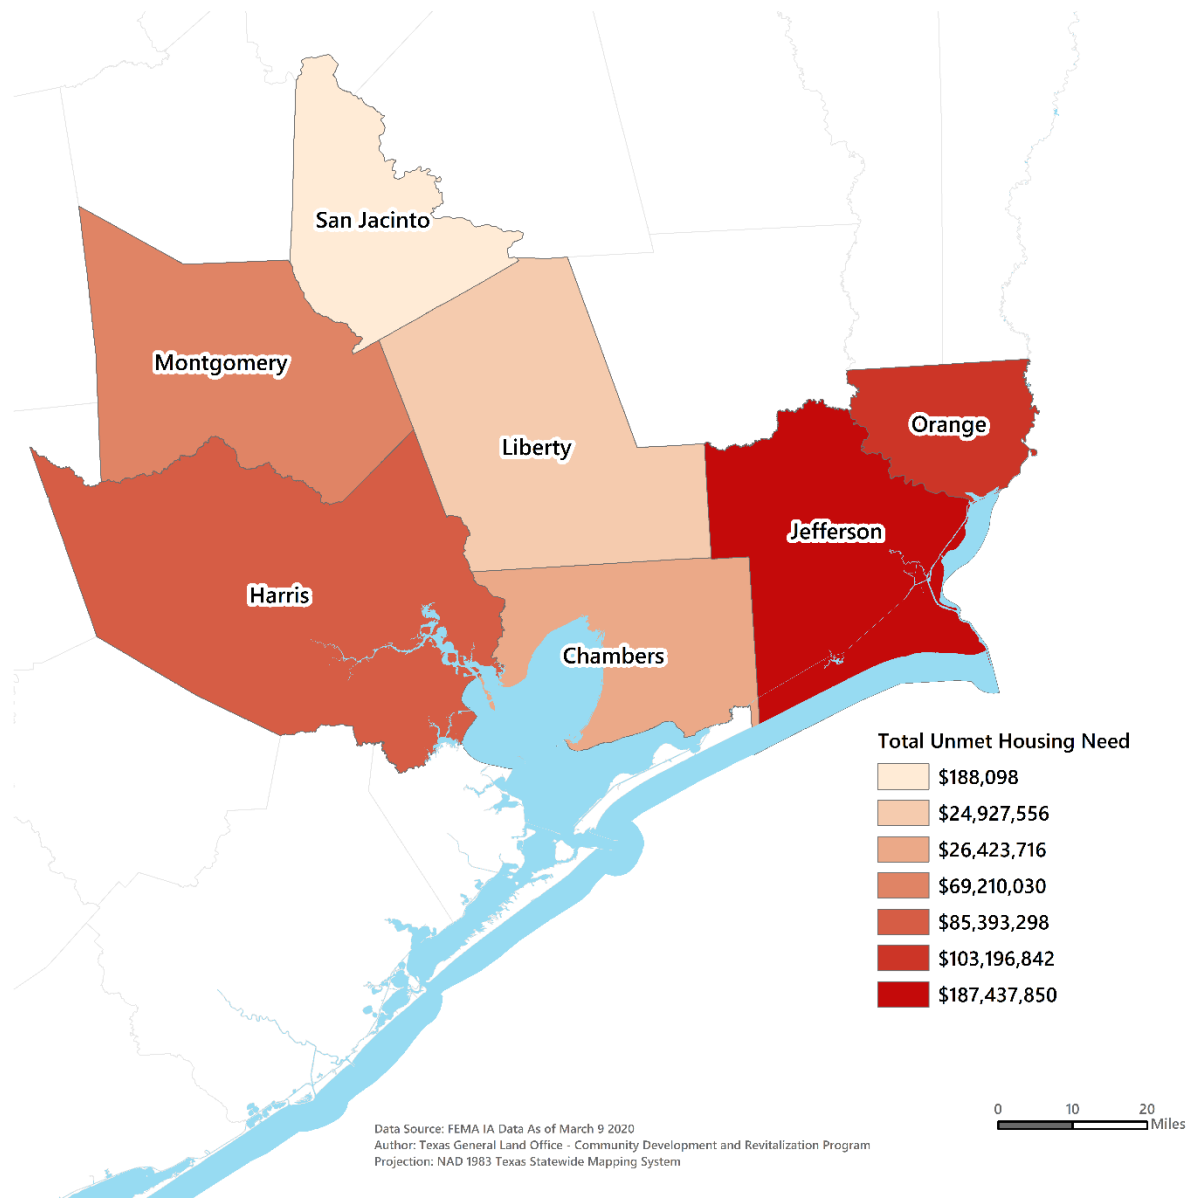 San Jacinto
Montgomery
Orange
Liberty
Jefferson
Harris
Chambers
Total Unmet Housing Need
$188,098
$24,927,556
$26,423,716
$69,210,030
$85,393,298
$103,196,842
$187,437,850
0 10 20
Miles
Data Source: FEMA IA Data As of March 9 2020
Author: Texas General Land Office - Community Development and Revitalization Program
Projection: NAD 1983 Texas Statewide Mapping System